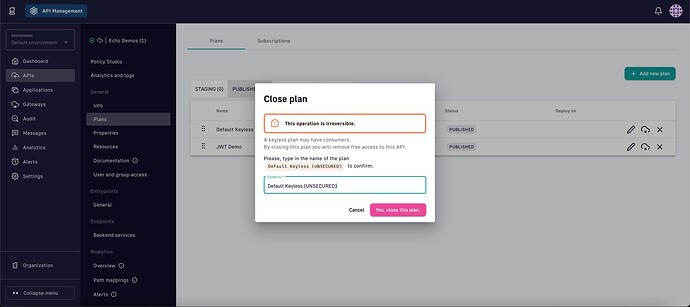 API Management
Environment
Default environment
Dashboard
APIs
Applications
Gateways
Audit
Messages
Analytics
Alerts
Settings
Organization
Collapse menu
Echo Demos (1)
Policy Studio
Analytics and logs
General
Info
Plans
Properties
Resources
Documentation
User and group access
Entrypoints
General
Endpoints
Backend services
Analytics
Overview
Path mappings
Alerts
Plans
Subscriptions
Add new plan
STAGING (0)
Name
Status
Deploy on
Default Keyless
PUBLISHED
JWT Demo
PUBLISHED
Close plan
This operation is irreversible.
A keyless plan may have consumers.
By closing this plan you will remove free access to this API.
Please, type in the name of the plan
Default Keyless (UNSECURED) to confirm.
Confirm *
Default Keyless (UNSECURED)
Cancel
Yes, close this plan.